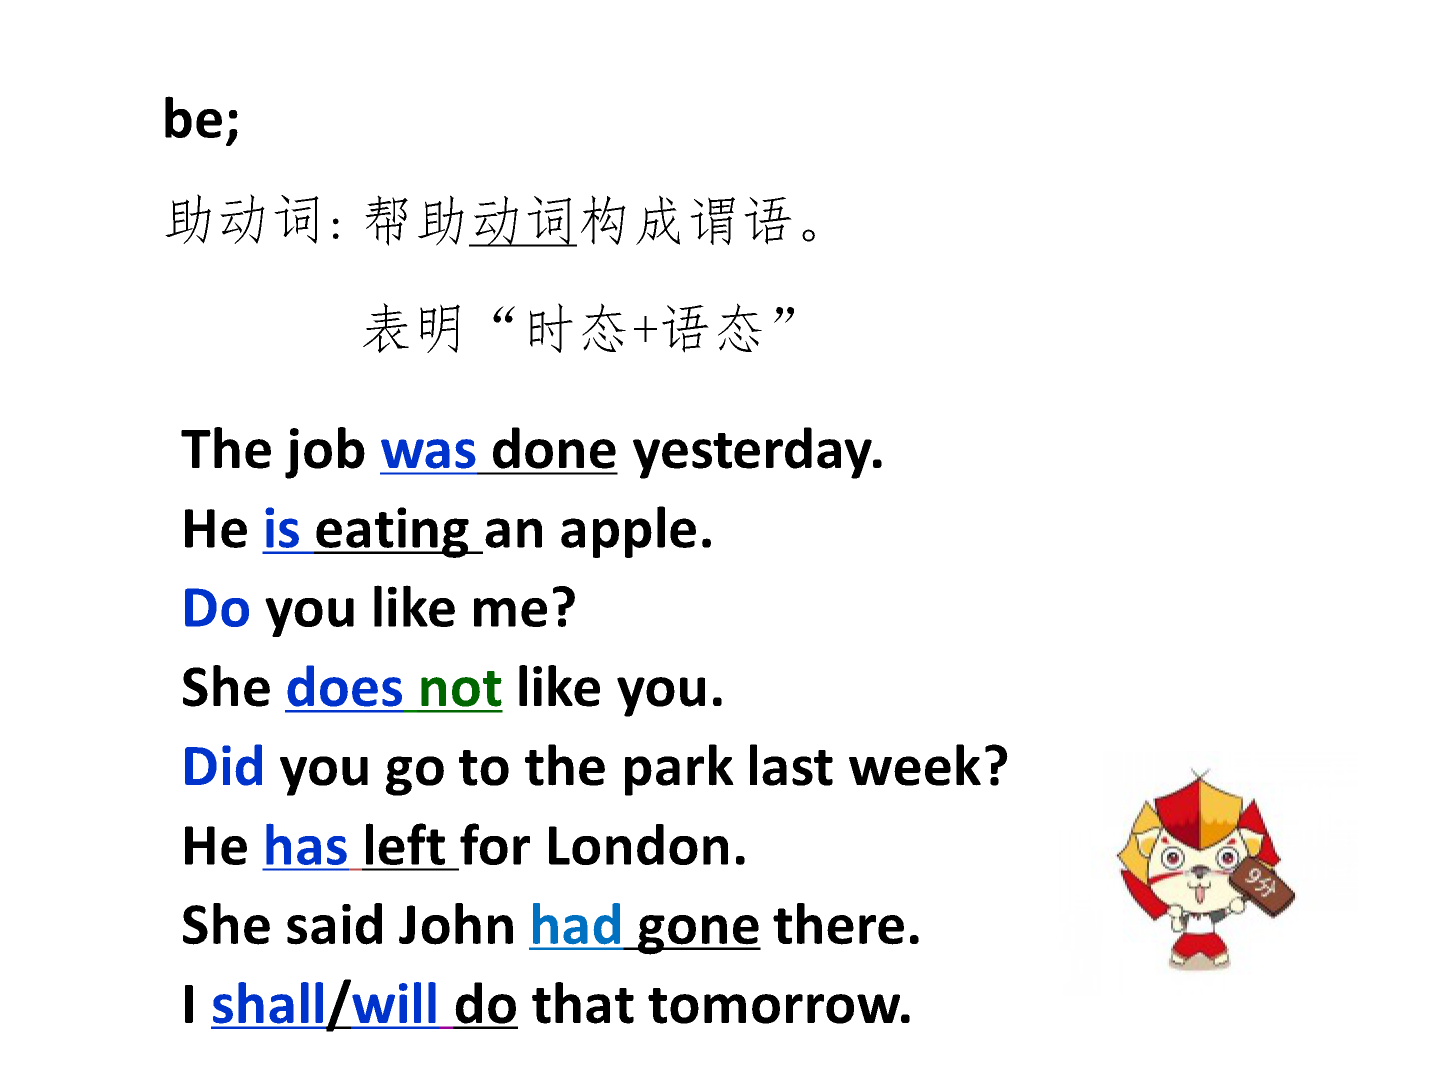 be;
助动词: 帮助动词构成谓语。
表明“时态+语态”
The job was done yesterday.
He is eating an apple.
Do you like me?
She does not like you.
Did you go to the park last week?
He has left for London.
She said John had gone there.
I shall/will do that tomorrow.
9分